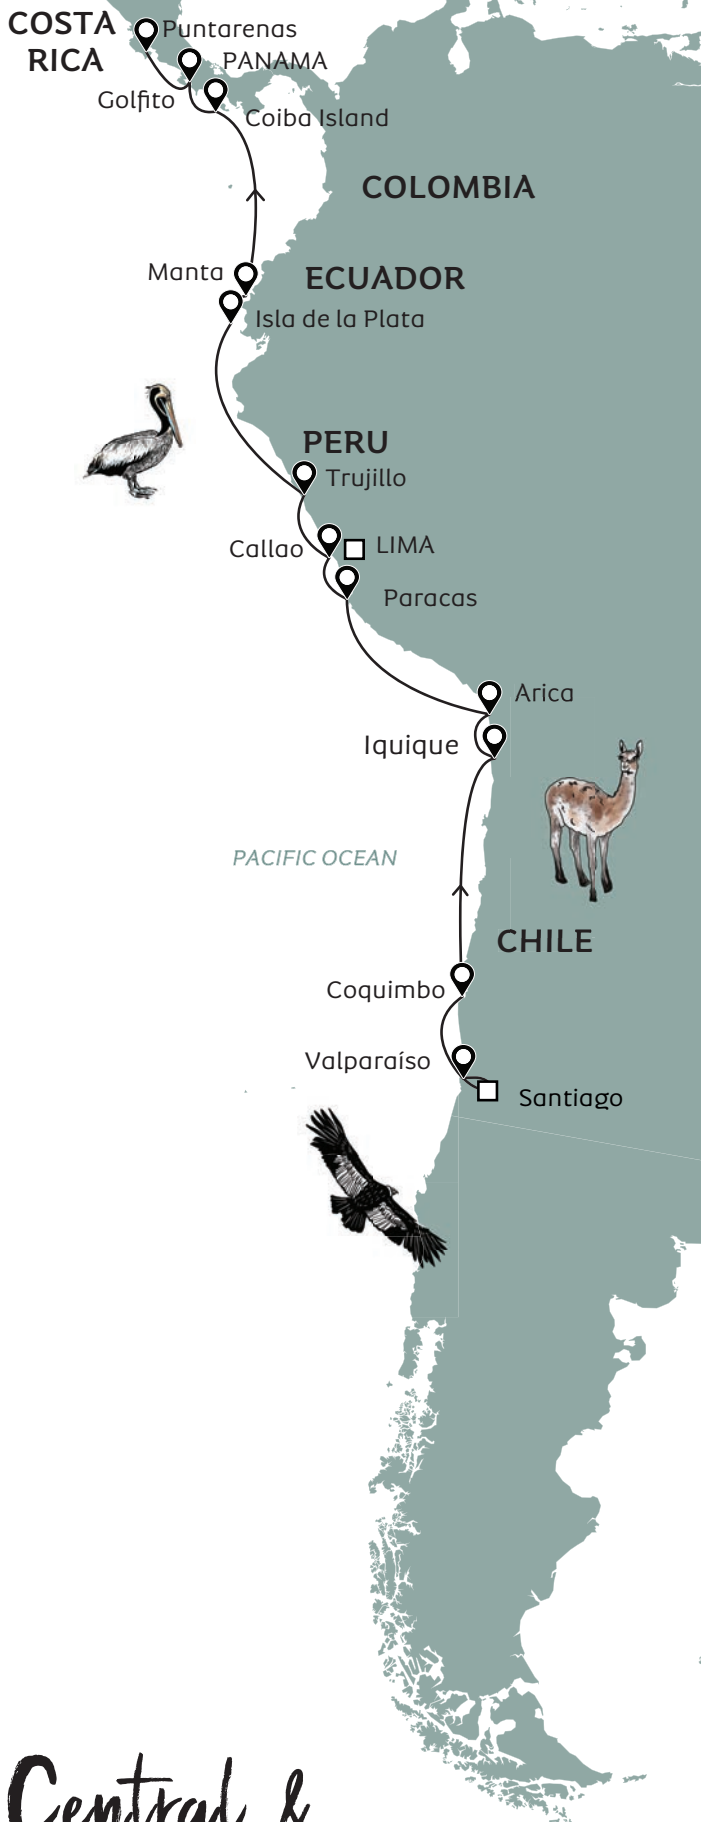 COSTA
RICA
Puntarenas
PANAMA
Golfito
Coiba Island
COLOMBIA
Manta
ECUADOR
Isla de la Plata
PERU
Trujillo
Callao
LIMA
Paracas
Arica
Iquique
PACIFIC OCEAN
CHILE
Coquimbo
Valparaíso
Santiago
Central &